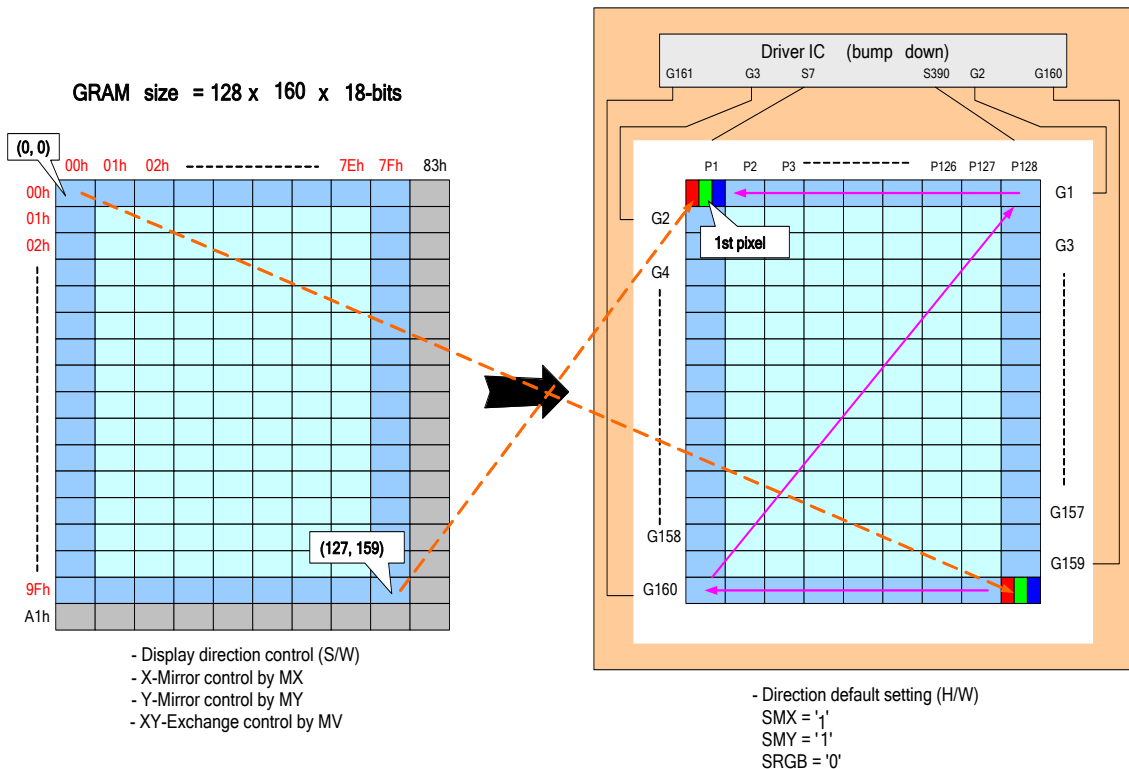 GRAM size = 128 x 160 x 18-bits
(0, 0)
00h 01h 02h 7Eh 7Fh 83h
00h
01h
02h
9Fh
A1h
(127, 159)
- Display direction control (S/W)
- X-Mirror control by MX
- Y-Mirror control by MY
- XY-Exchange control by MV
Driver IC (bump down)
G161 G3 S7 S390 G2 G160
P1 P2 P3 P126 P127 P128
G1
G2
1st pixel
G3
G4
G157
G158
G159
G160
- Direction default setting (H/W)
SMX = '1'
SMY = '1'
SRGB = '0'